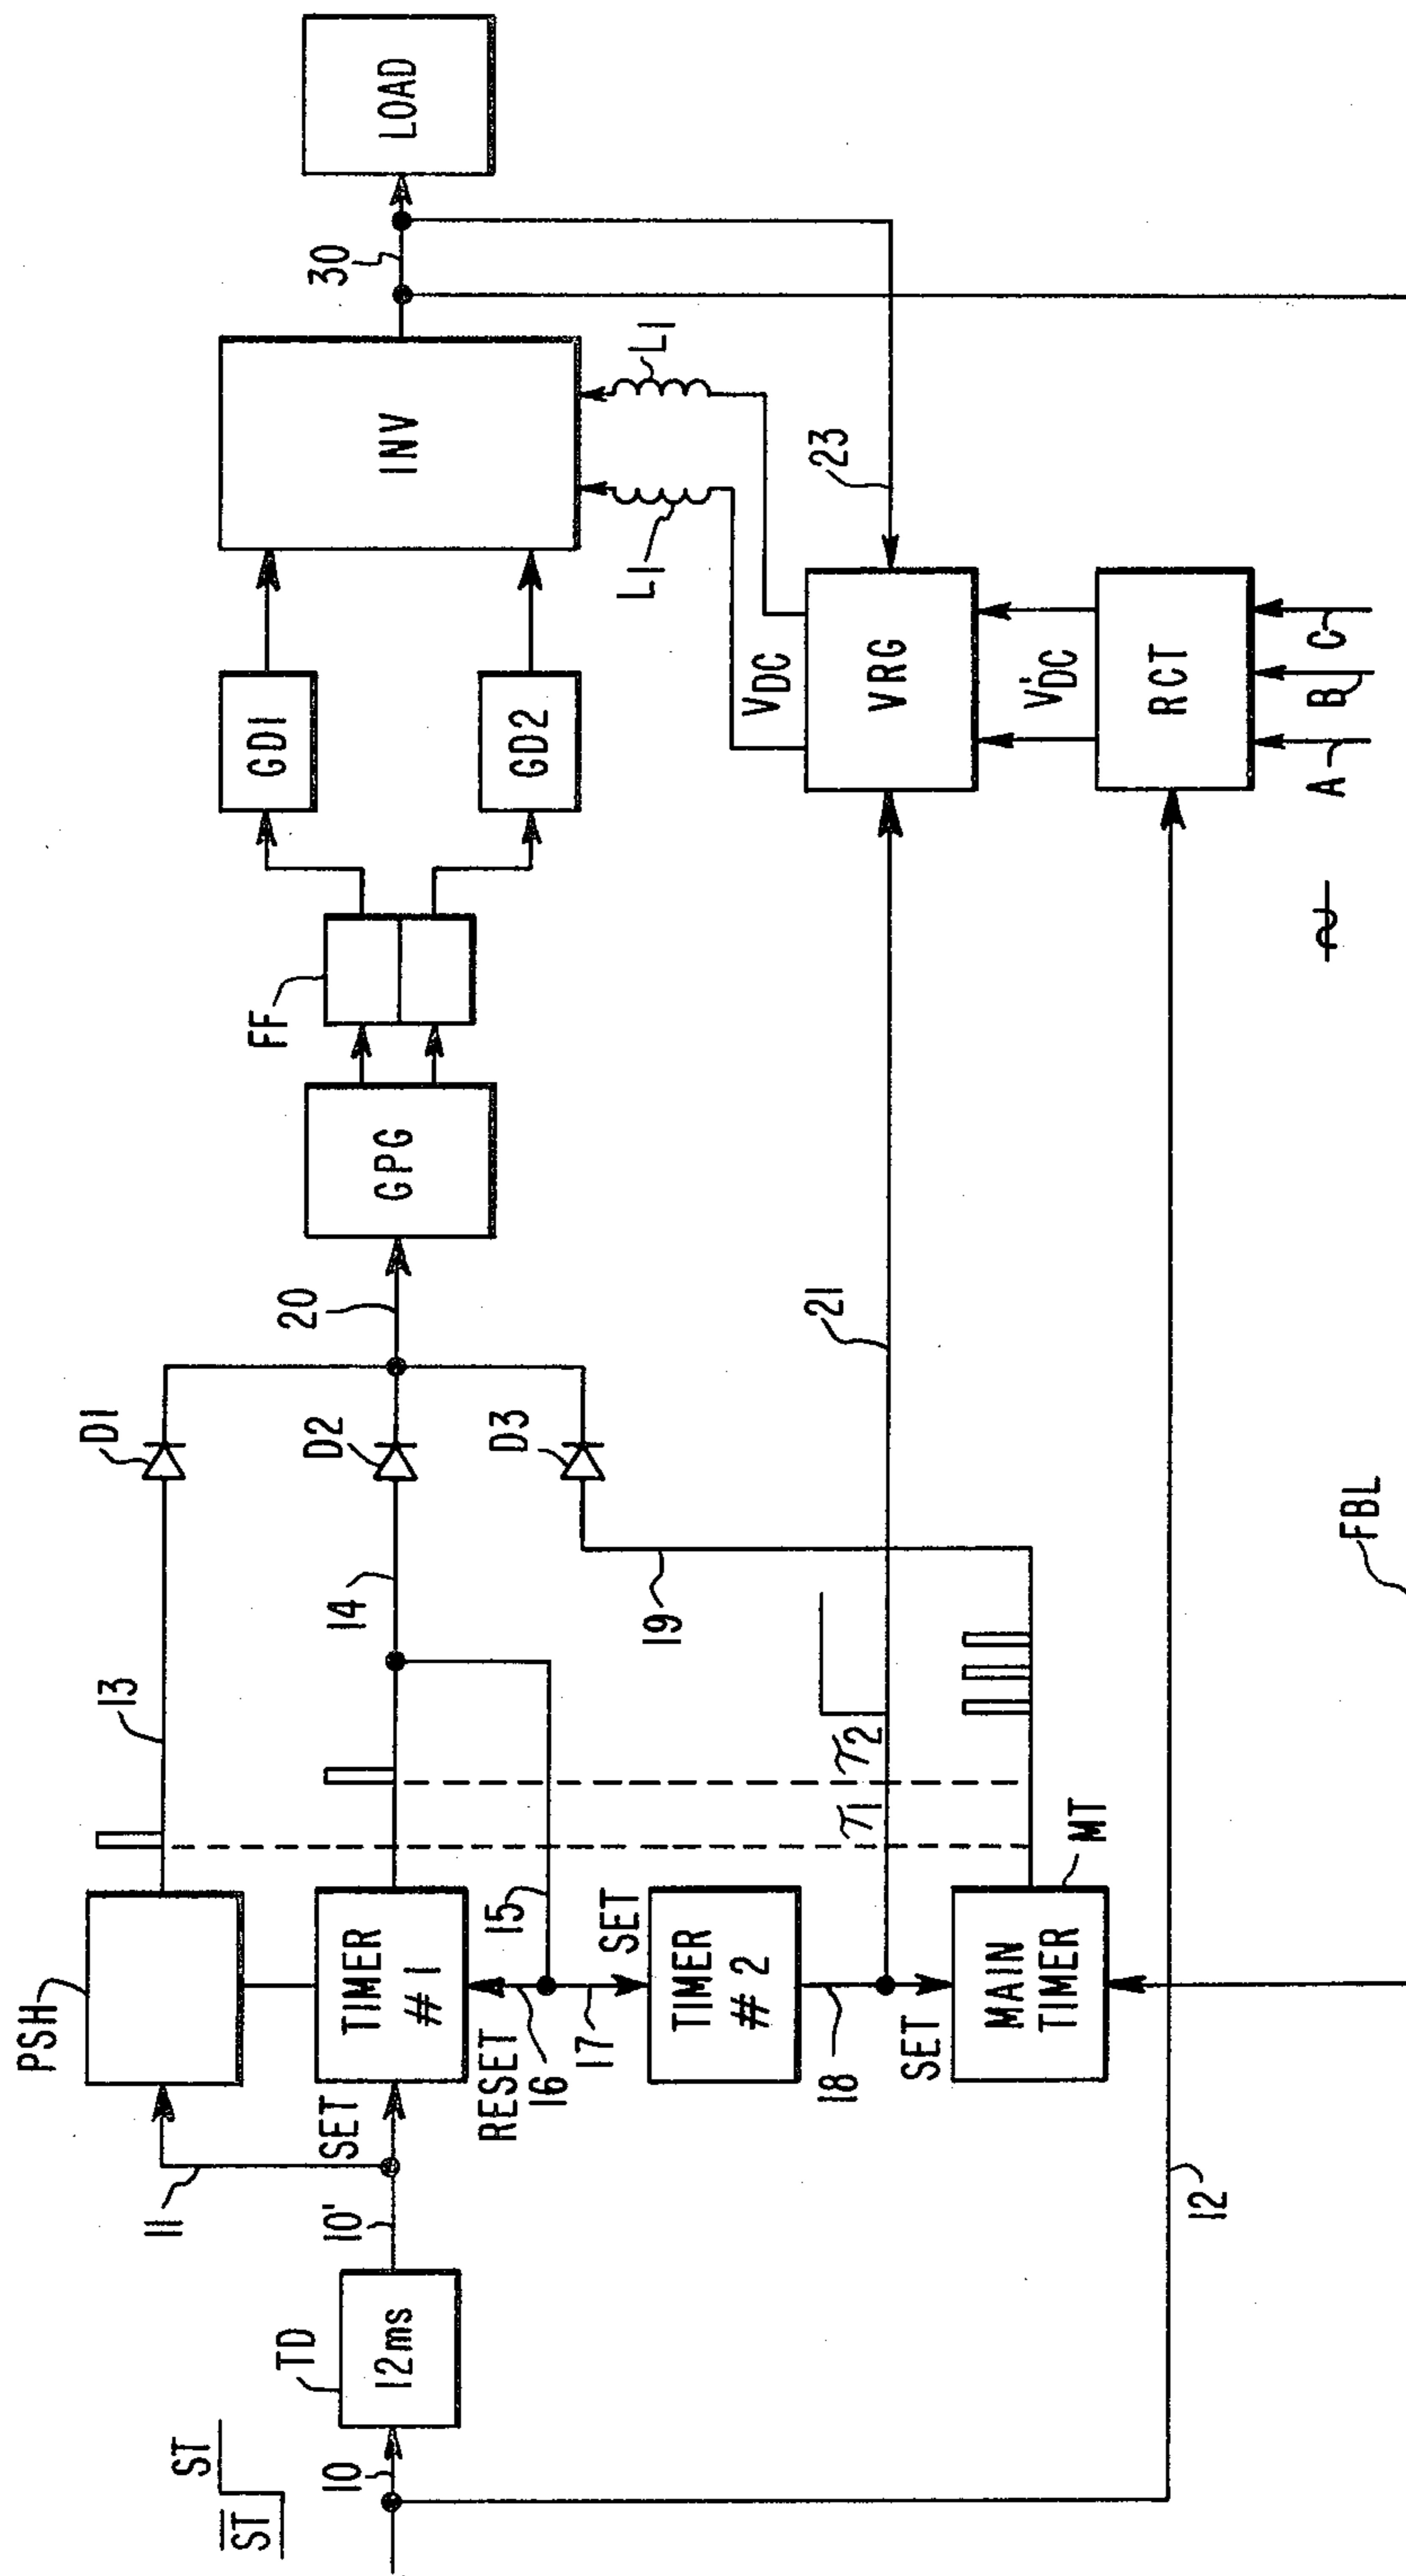 S̅T̅
ST
10
TD
12ms
10'
11
PSH
SET
TIMER
#1
RESET
16
15
17
SET
TIMER
#2
18
SET
MAIN
TIMER
MT
12
13
14
τ1
τ2
19
21
D1
D2
D3
20
GPG
FF
GD1
GD2
INV
L1
L1
30
LOAD
23
VDC
VRG
V'DC
RCT
A
B
C
FBL